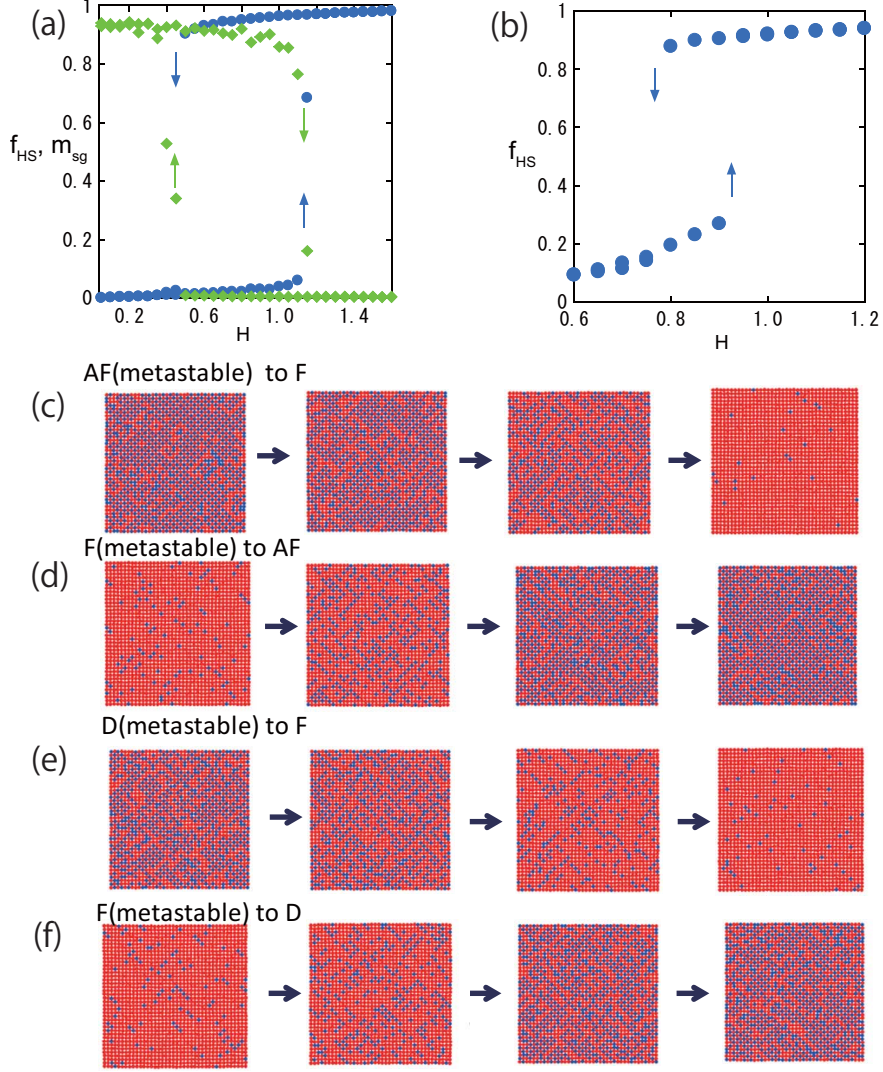 (a)
1
0.8
0.6
f_HS, m_sg
0.4
0.2
0
0.2 0.6 1.0 1.4
H
(b)
1
0.8
0.6
f_HS
0.4
0.2
0
0.6 0.8 1.0 1.2
H
AF(metastable) to F
(c)
F(metastable) to AF
(d)
D(metastable) to F
(e)
F(metastable) to D
(f)